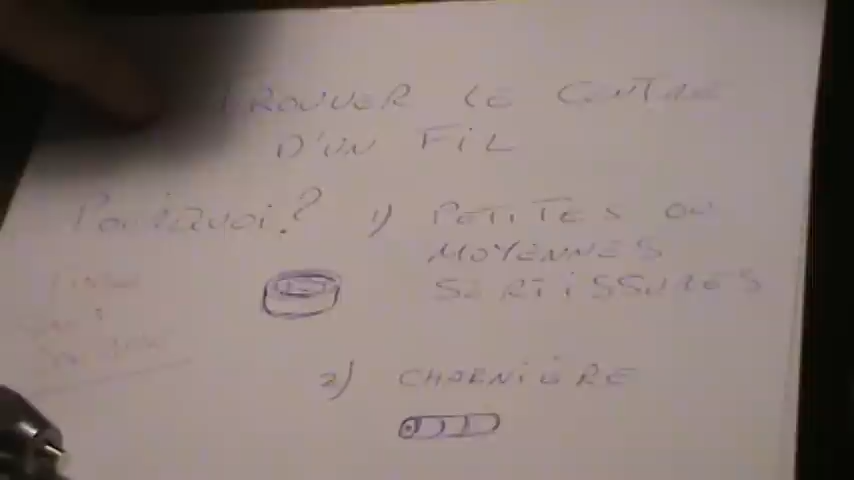 TROUVER LE CENTRE
D'UN FIL
POURQUOI? 1) PETITES OU
MOYENNES
SERTISSURES
2) CHARNIÈRE